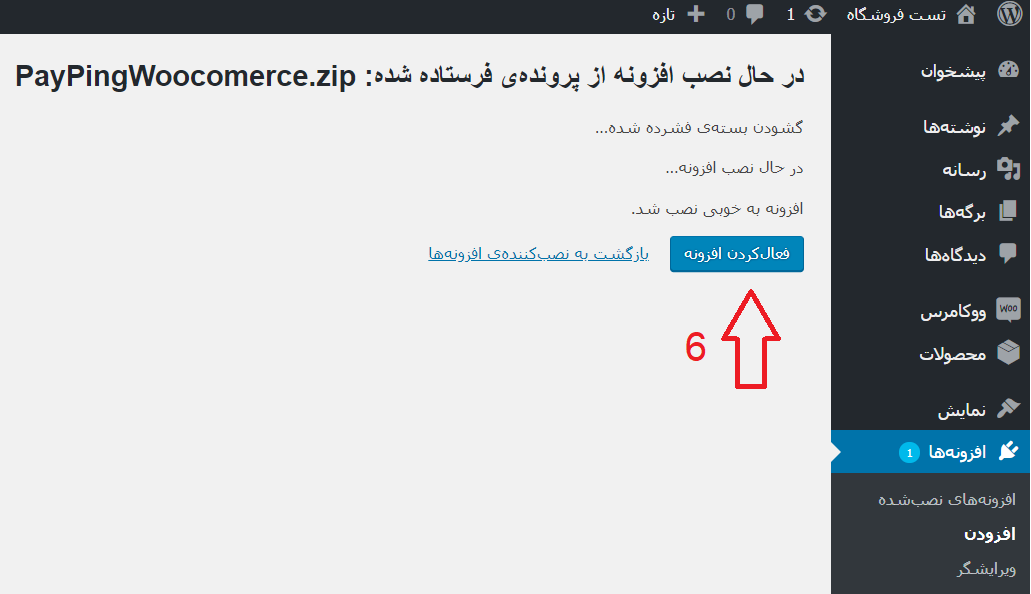 تست فروشگاه 1 0 تازه
در حال نصب افزونه از پرونده‌ی فرستاده شده: PayPingWoocomerce.zip
گشودن بسته‌ی فشرده شده...
در حال نصب افزونه...
افزونه به خوبی نصب شد.
فعال‌کردن افزونه بازگشت به نصب‌کننده‌ی افزونه‌ها
6
پیشخوان
نوشته‌ها
رسانه
برگه‌ها
دیدگاه‌ها
Woo ووکامرس
محصولات
نمایش
افزونه‌ها 1
افزونه‌های نصب‌شده
افزودن
ویرایشگر